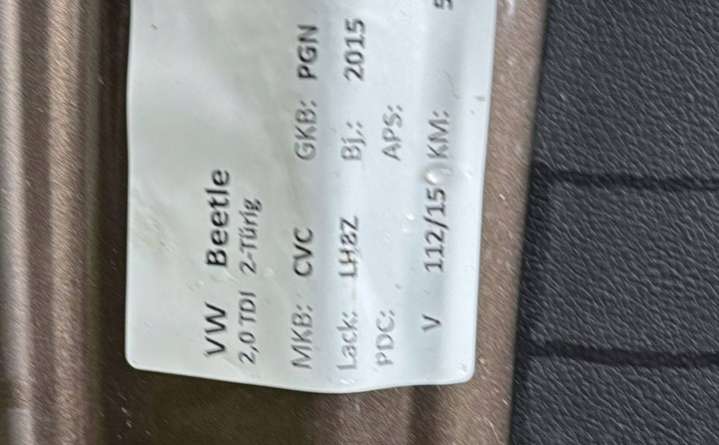 VW Beetle
2,0 TDI 2-Türig
MKB: CVC GKB: PGN
Lack: LH8Z Bj.: 2015
PDC: APS:
V 112/15 KM: 5